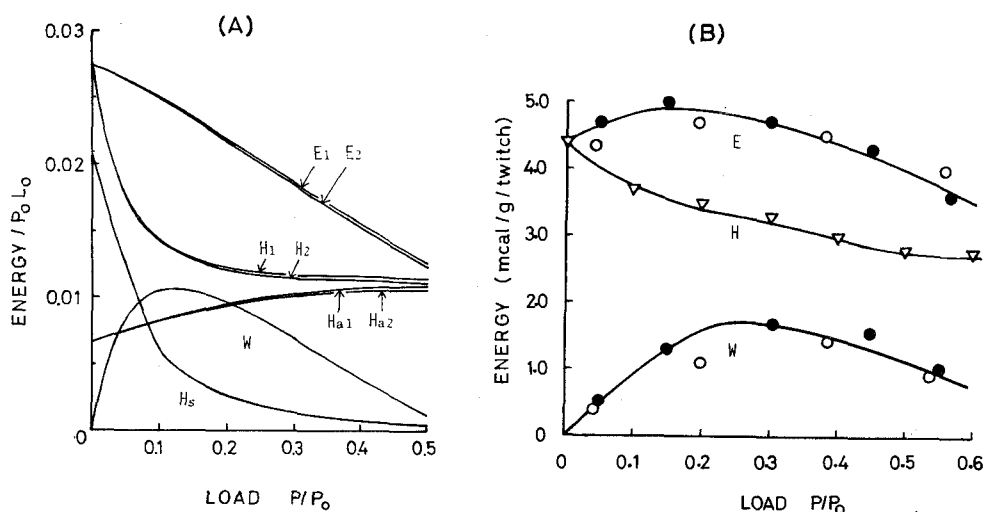 (A)
ENERGY / P₀ L₀
0.03
0.02
0.01
.0
E₁ E₂
H₁ H₂
Ha1 Ha2
W
Hs
0 0.1 0.2 0.3 0.4 0.5
LOAD P/P₀
(B)
ENERGY (mcal/g/twitch)
5.0
4.0
3.0
2.0
1.0
0
E
H
W
0 0.1 0.2 0.3 0.4 0.5 0.6
LOAD P/P₀